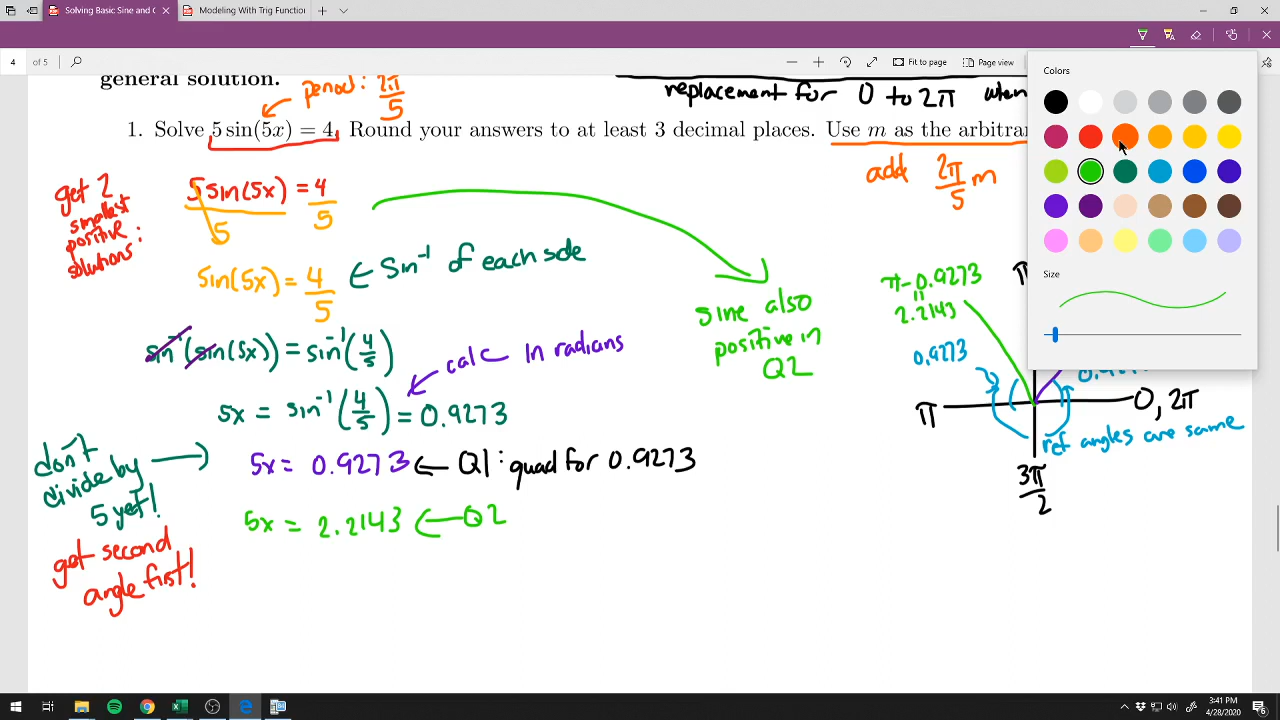 Solving Basic Sine and C
Modeling With Trig Function
4 of 5
Fit to page
Page view
general solution.
period: 2π/5
replacement for 0 to 2π when
1. Solve 5 sin(5x) = 4. Round your answers to at least 3 decimal places. Use m as the arbitrar
add 2π/5 m
get 2
smallest
positive
solutions:
5 sin(5x) = 4
5 5
sin(5x) = 4/5
← Sin⁻¹ of each side
sin⁻¹(sin(5x)) = sin⁻¹(4/5)
calc in radians
5x = sin⁻¹(4/5) = 0.9273
don't
divide by
5 yet!
5x = 0.9273 ← Q1: quad for 0.9273
5x = 2.2143 ← Q2
get second
angle first!
sine also
positive in
Q2
π - 0.9273
=
2.2143
0.9273
π
0, 2π
ref angles are same
3π/2
Colors
Size
3:41 PM
4/28/2020